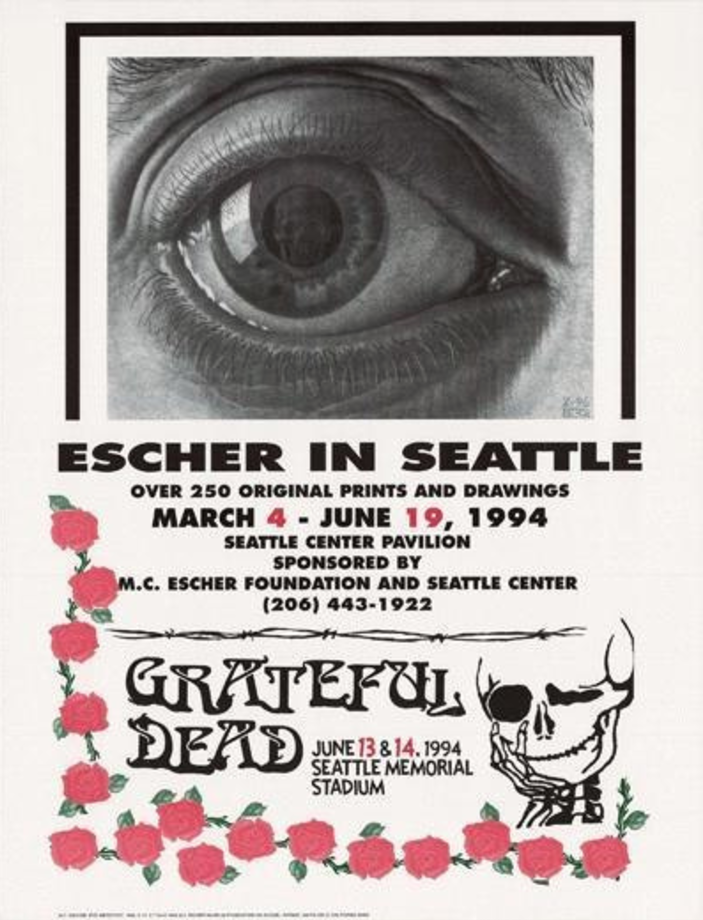 ESCHER IN SEATTLE
OVER 250 ORIGINAL PRINTS AND DRAWINGS
MARCH 4 - JUNE 19, 1994
SEATTLE CENTER PAVILION
SPONSORED BY
M.C. ESCHER FOUNDATION AND SEATTLE CENTER
(206) 443-1922
GRATEFUL
DEAD
JUNE 13 & 14. 1994
SEATTLE MEMORIAL
STADIUM